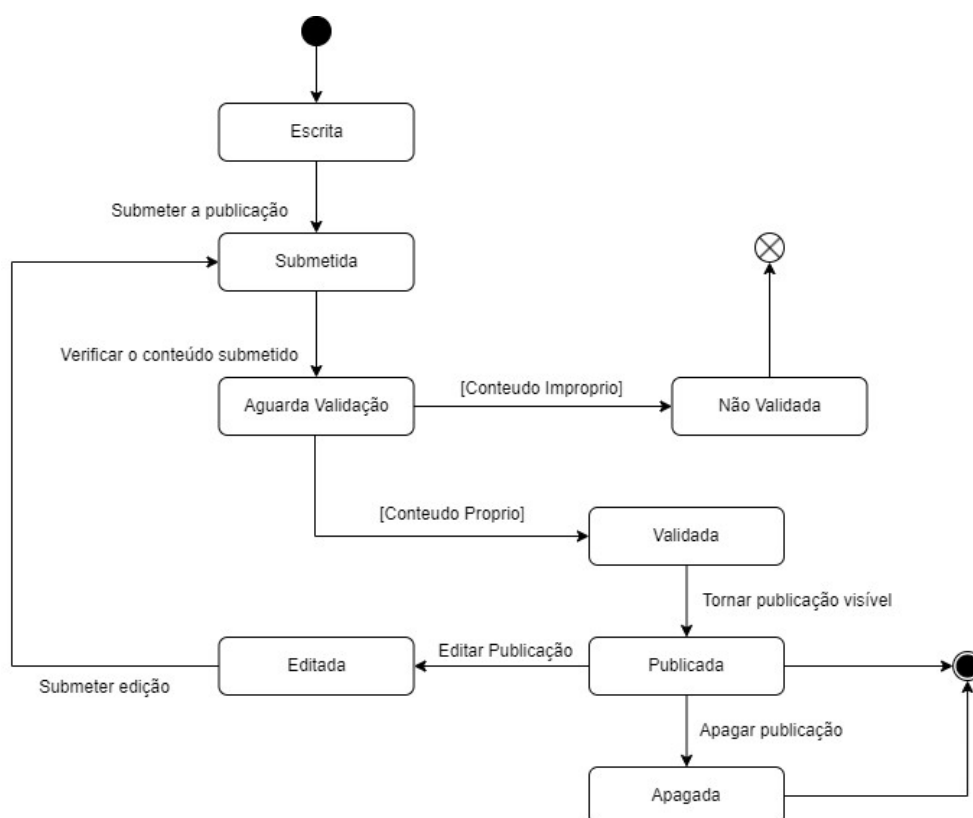 Escrita
Submeter a publicação
Submetida
Verificar o conteúdo submetido
Aguarda Validação
[Conteudo Improprio]
Não Validada
[Conteudo Proprio]
Validada
Tornar publicação visível
Editada
Editar Publicação
Publicada
Submeter edição
Apagar publicação
Apagada